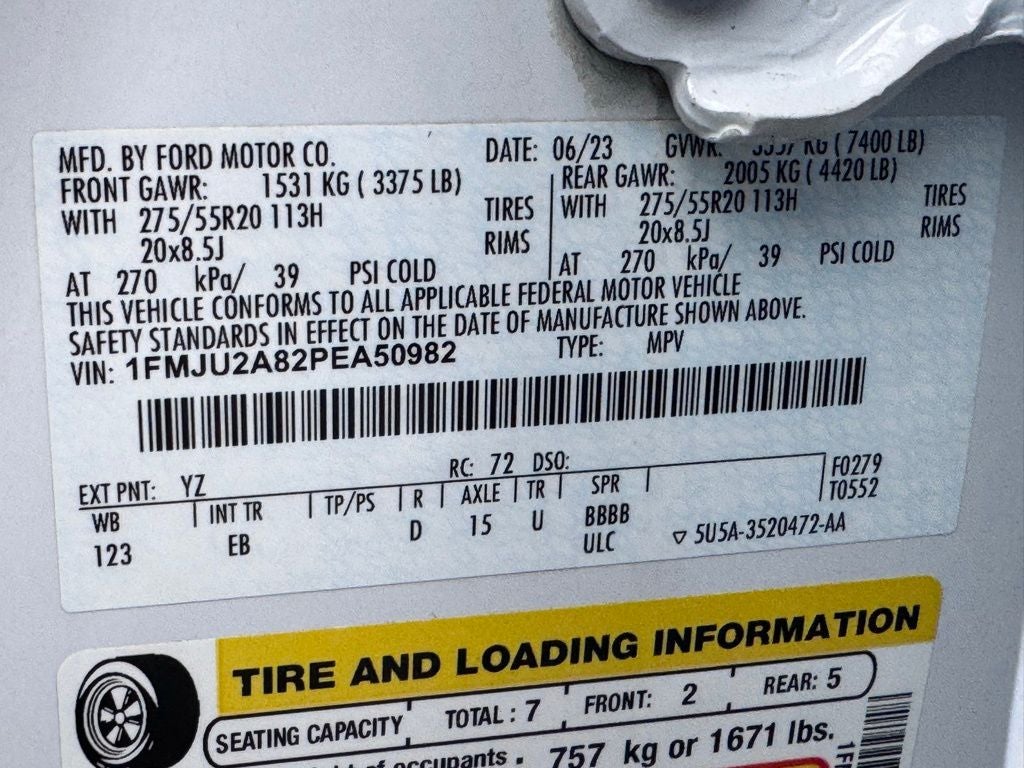 MFD. BY FORD MOTOR CO. DATE: 06/23 GVWR: KG ( 7400 LB)
FRONT GAWR: 1531 KG ( 3375 LB) REAR GAWR: 2005 KG ( 4420 LB)
WITH 275/55R20 113H TIRES WITH 275/55R20 113H TIRES
20x8.5J RIMS 20x8.5J RIMS
AT 270 kPa/ 39 PSI COLD AT 270 kPa/ 39 PSI COLD
THIS VEHICLE CONFORMS TO ALL APPLICABLE FEDERAL MOTOR VEHICLE
SAFETY STANDARDS IN EFFECT ON THE DATE OF MANUFACTURE SHOWN ABOVE.
VIN: 1FMJU2A82PEA50982 TYPE: MPV
EXT PNT: YZ RC: 72 DSO: F0279
WB INT TR TP/PS R AXLE TR SPR T0552
123 EB D 15 U BBBB
ULC ▽ 5U5A-3520472-AA
TIRE AND LOADING INFORMATION
SEATING CAPACITY TOTAL : 7 FRONT: 2 REAR: 5
of occupants 757 kg or 1671 lbs.